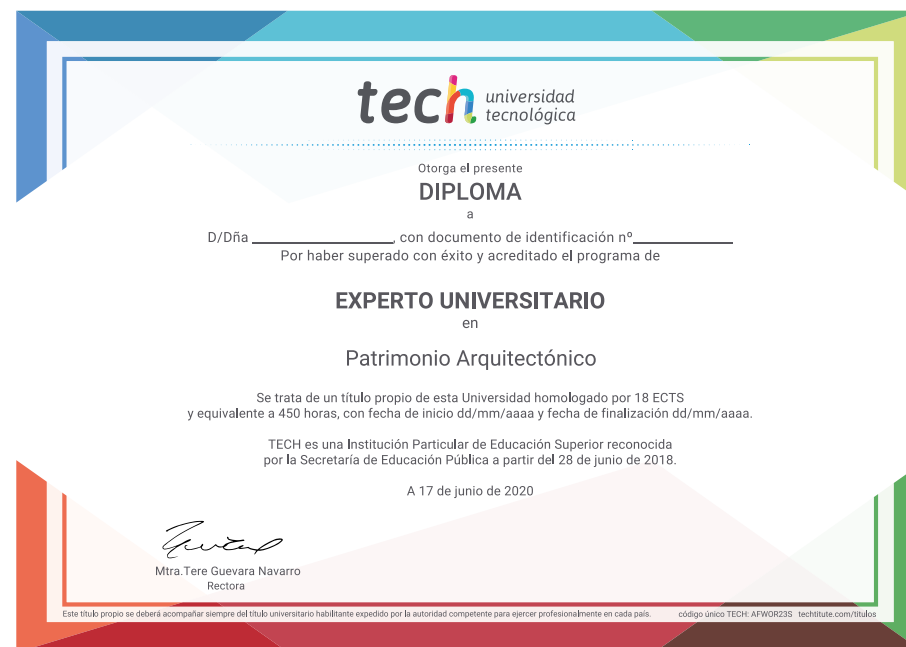 tech universidad
tecnológica
Otorga el presente
DIPLOMA
a
D/Dña ____________, con documento de identificación nº____________
Por haber superado con éxito y acreditado el programa de
EXPERTO UNIVERSITARIO
en
Patrimonio Arquitectónico
Se trata de un título propio de esta Universidad homologado por 18 ECTS
y equivalente a 450 horas, con fecha de inicio dd/mm/aaaa y fecha de finalización dd/mm/aaaa.
TECH es una Institución Particular de Educación Superior reconocida
por la Secretaría de Educación Pública a partir del 28 de junio de 2018.
A 17 de junio de 2020
Mtra.Tere Guevara Navarro
Rectora
Este título propio se deberá acompañar siempre del título universitario habilitante expedido por la autoridad competente para ejercer profesionalmente en cada país. código único TECH: AFWOR23S techtitute.com/titulos